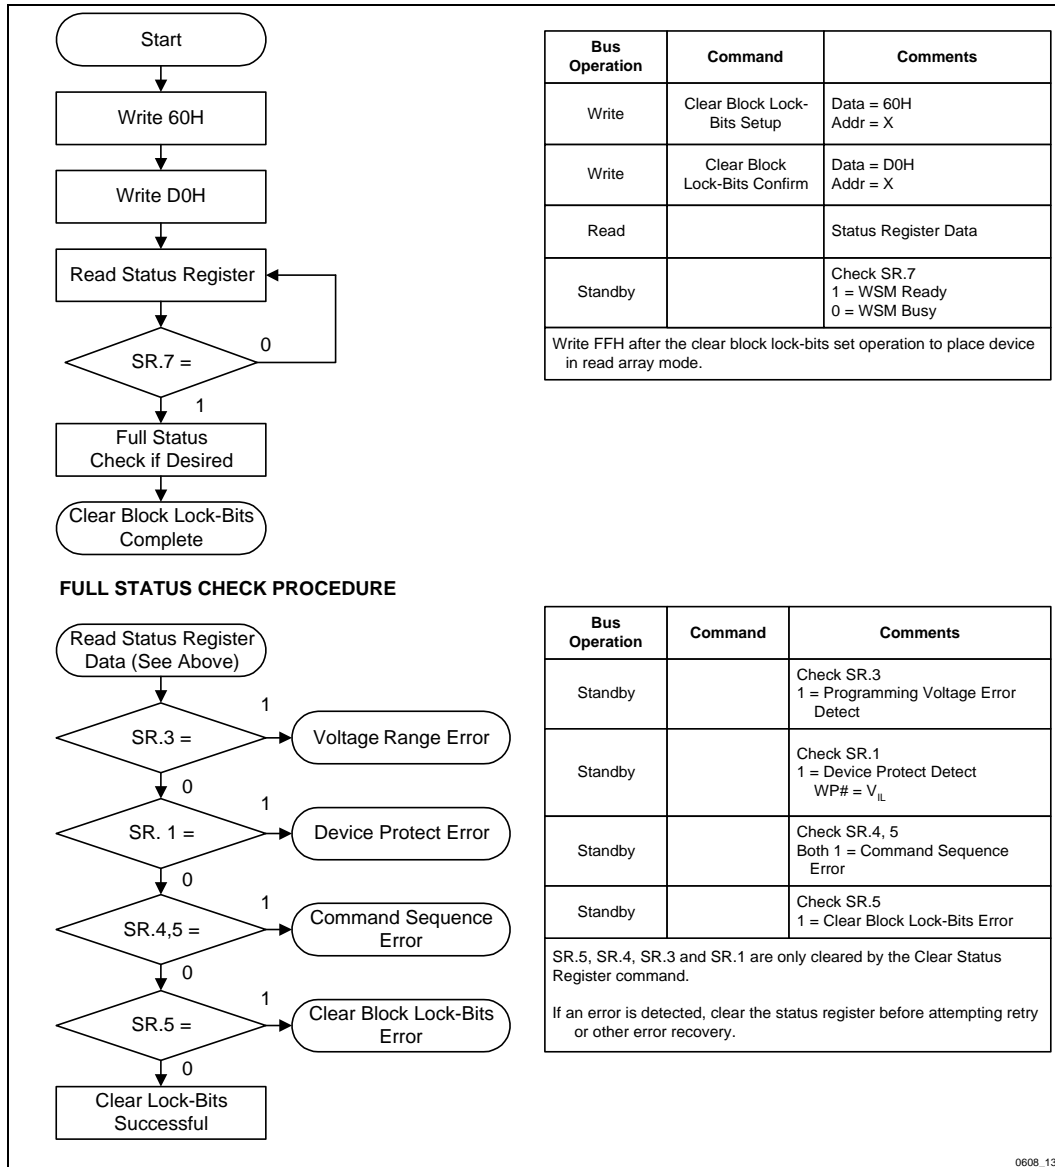 Start
Write 60H
Write D0H
Read Status Register
SR.7 =
0
1
Full Status
Check if Desired
Clear Block Lock-Bits
Complete
Bus
Operation
Command
Comments
Write
Clear Block Lock-
Bits Setup
Data = 60H
Addr = X
Write
Clear Block
Lock-Bits Confirm
Data = D0H
Addr = X
Read
Status Register Data
Standby
Check SR.7
1 = WSM Ready
0 = WSM Busy
Write FFH after the clear block lock-bits set operation to place device
in read array mode.
FULL STATUS CHECK PROCEDURE
Read Status Register
Data (See Above)
SR.3 =
1
Voltage Range Error
0
SR. 1 =
1
Device Protect Error
0
SR.4,5 =
1
Command Sequence
Error
0
SR.5 =
1
Clear Block Lock-Bits
Error
0
Clear Lock-Bits
Successful
Bus
Operation
Command
Comments
Standby
Check SR.3
1 = Programming Voltage Error
Detect
Standby
Check SR.1
1 = Device Protect Detect
WP# = VIL
Standby
Check SR.4, 5
Both 1 = Command Sequence
Error
Standby
Check SR.5
1 = Clear Block Lock-Bits Error
SR.5, SR.4, SR.3 and SR.1 are only cleared by the Clear Status
Register command.
If an error is detected, clear the status register before attempting retry
or other error recovery.
0608_13